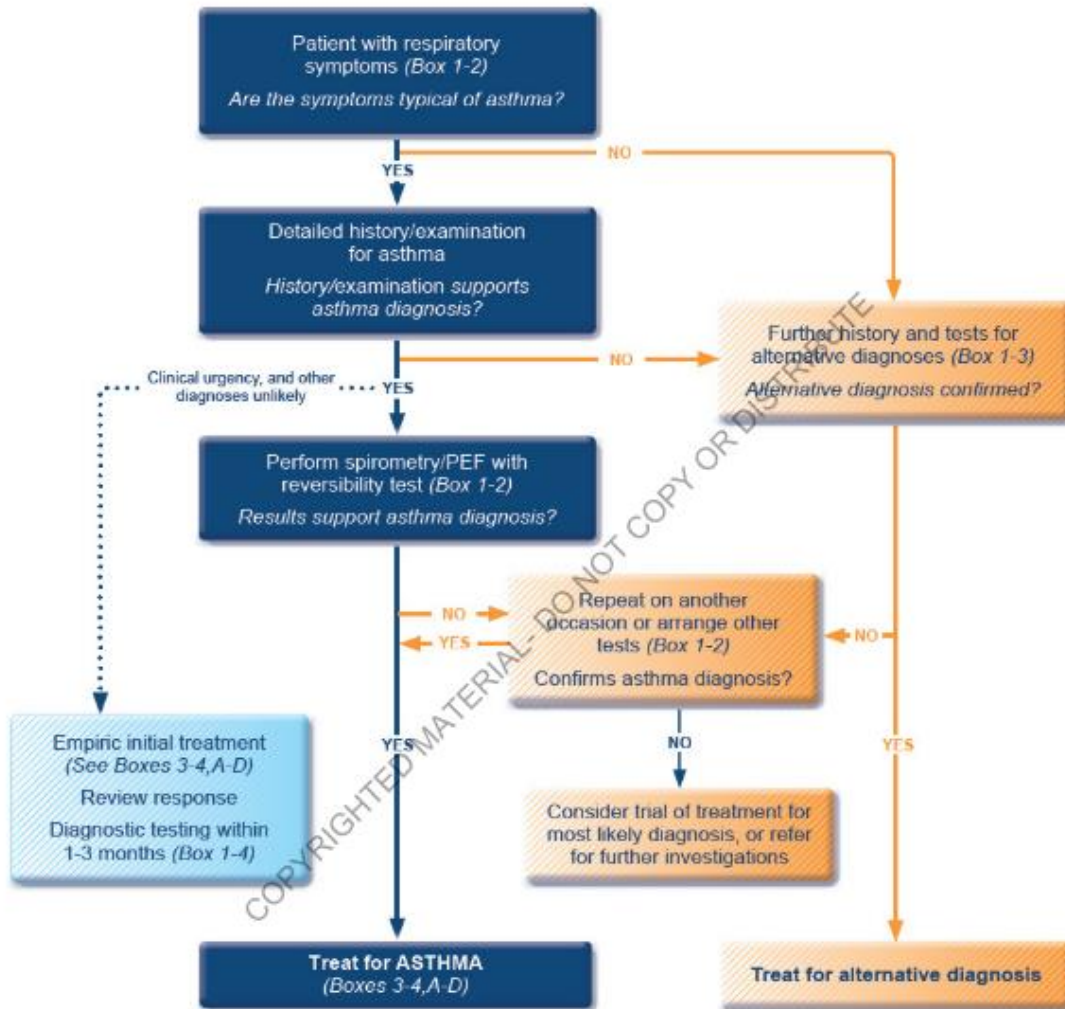 Patient with respiratory
symptoms (Box 1-2)
Are the symptoms typical of asthma?
NO
YES
Detailed history/examination
for asthma
History/examination supports
asthma diagnosis?
Further history and tests for
alternative diagnoses (Box 1-3)
Alternative diagnosis confirmed?
NO
Clinical urgency, and other
diagnoses unlikely
YES
Perform spirometry/PEF with
reversibility test (Box 1-2)
Results support asthma diagnosis?
Repeat on another
occasion or arrange other
tests (Box 1-2)
Confirms asthma diagnosis?
NO
YES
NO
Empiric initial treatment
(See Boxes 3-4,A-D)
Review response
Diagnostic testing within
1-3 months (Box 1-4)
YES
NO
YES
Consider trial of treatment for
most likely diagnosis, or refer
for further investigations
Treat for ASTHMA
(Boxes 3-4,A-D)
Treat for alternative diagnosis
COPYRIGHTED MATERIAL- DO NOT COPY OR DISTRIBUTE